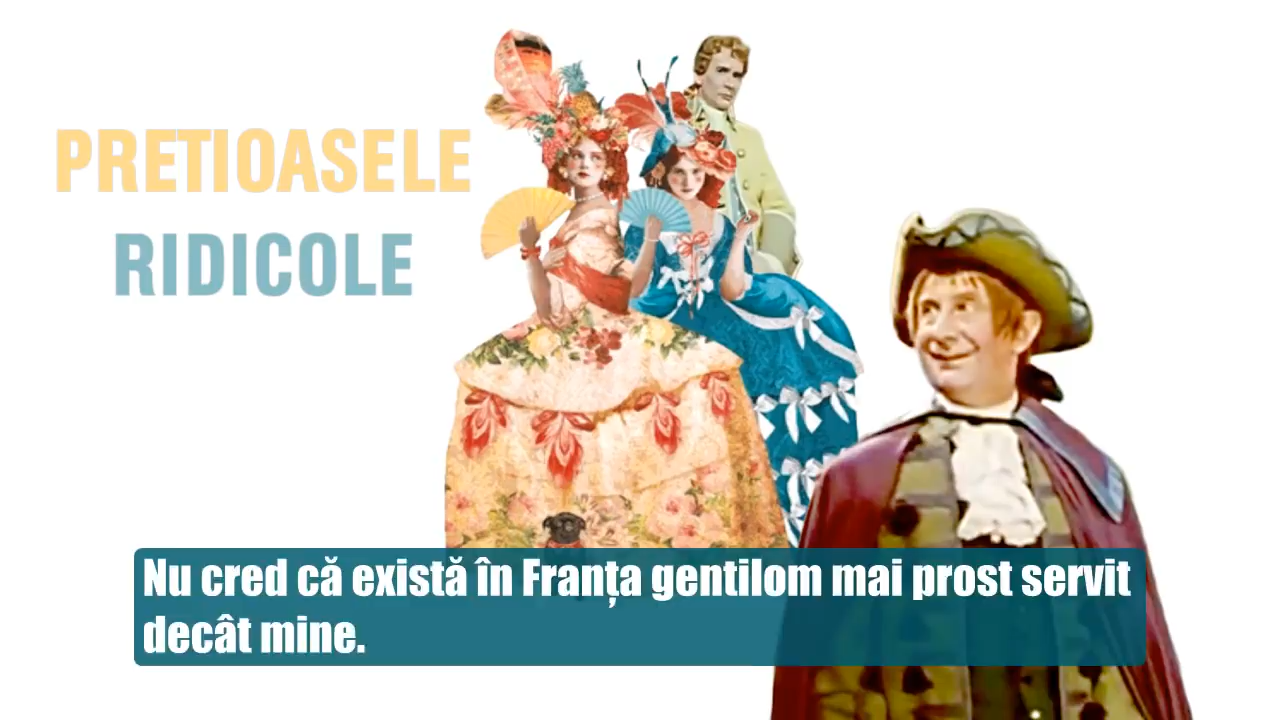 PRETIOASELE
RIDICOLE
Nu cred că există în Franța gentilom mai prost servit
decât mine.